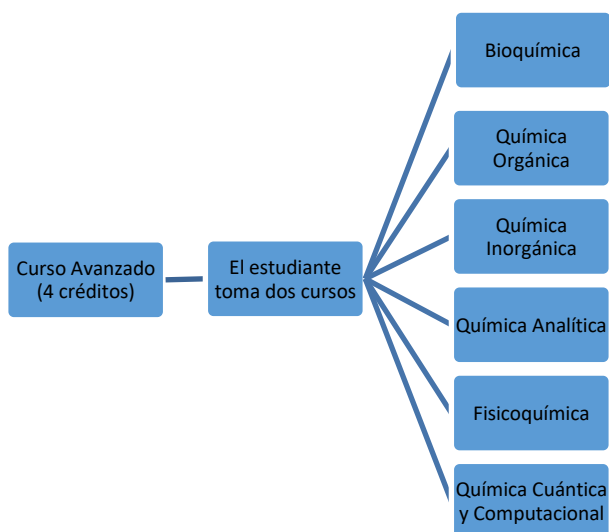 Bioquímica
Química
Orgánica
Química
Inorgánica
Curso Avanzado
(4 créditos)
El estudiante
toma dos cursos
Química Analítica
Fisicoquímica
Química Cuántica
y Computacional